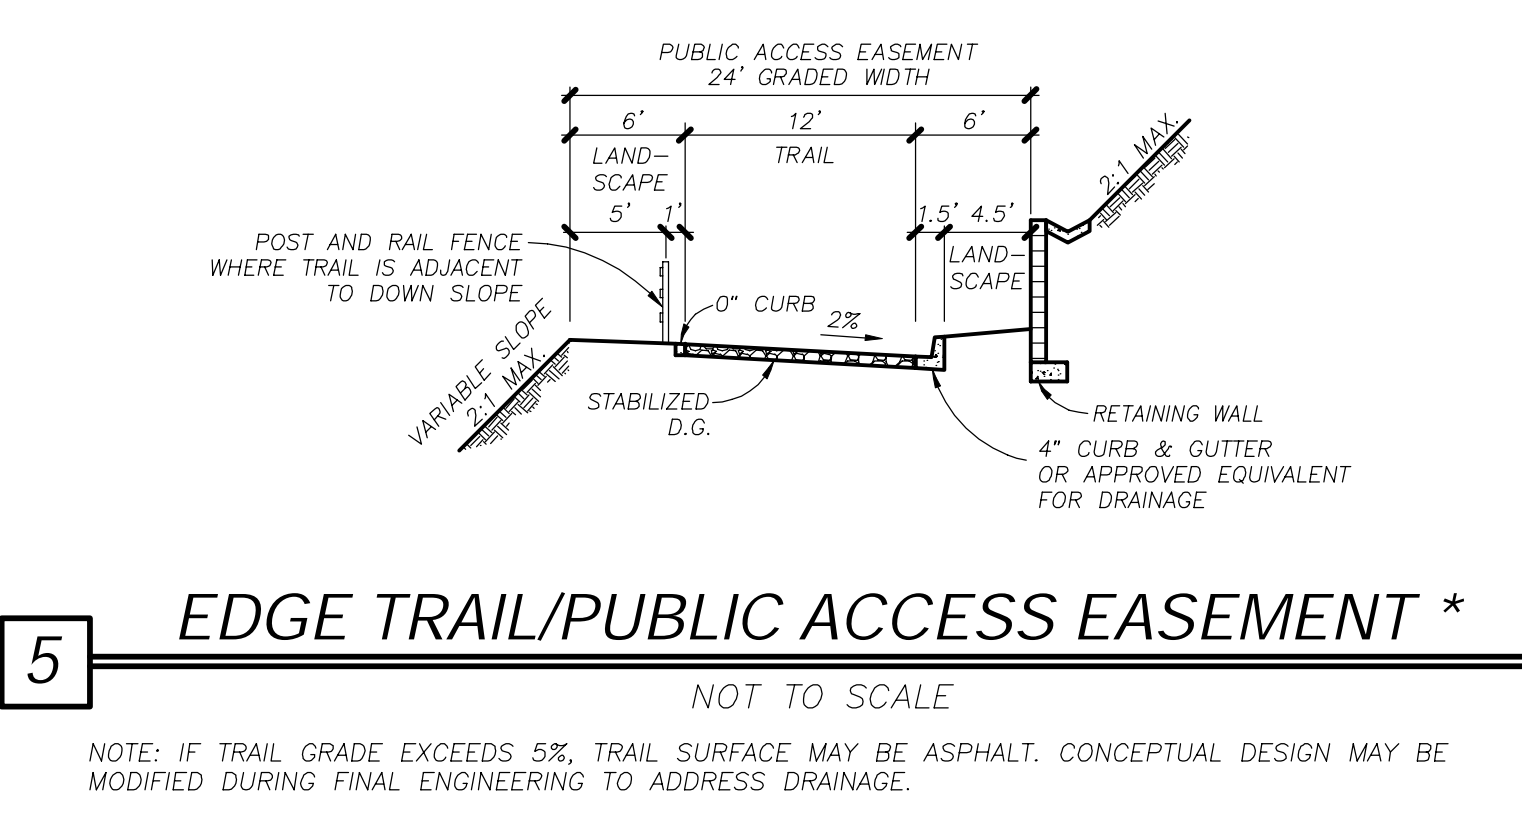 PUBLIC ACCESS EASEMENT
24' GRADED WIDTH
6' 12' 6'
LAND-
SCAPE
TRAIL
5' 1' 1.5' 4.5'
LAND-
SCAPE
2:1 MAX.
POST AND RAIL FENCE
WHERE TRAIL IS ADJACENT
TO DOWN SLOPE
0" CURB
2%
VARIABLE SLOPE
2:1 MAX.
STABILIZED
D.G.
RETAINING WALL
4" CURB & GUTTER
OR APPROVED EQUIVALENT
FOR DRAINAGE
5
EDGE TRAIL/PUBLIC ACCESS EASEMENT *
NOT TO SCALE
NOTE: IF TRAIL GRADE EXCEEDS 5%, TRAIL SURFACE MAY BE ASPHALT. CONCEPTUAL DESIGN MAY BE
MODIFIED DURING FINAL ENGINEERING TO ADDRESS DRAINAGE.